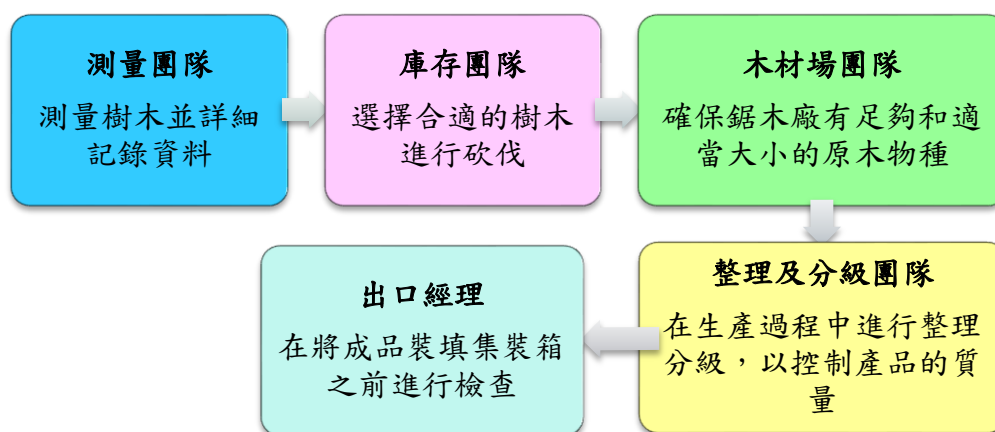 測量團隊
測量樹木並詳細
記錄資料
庫存團隊
選擇合適的樹木
進行砍伐
木材場團隊
確保鋸木廠有足夠和適
當大小的原木物種
整理及分級團隊
在生產過程中進行整理
分級，以控制產品的質
量
出口經理
在將成品裝填集裝箱
之前進行檢查